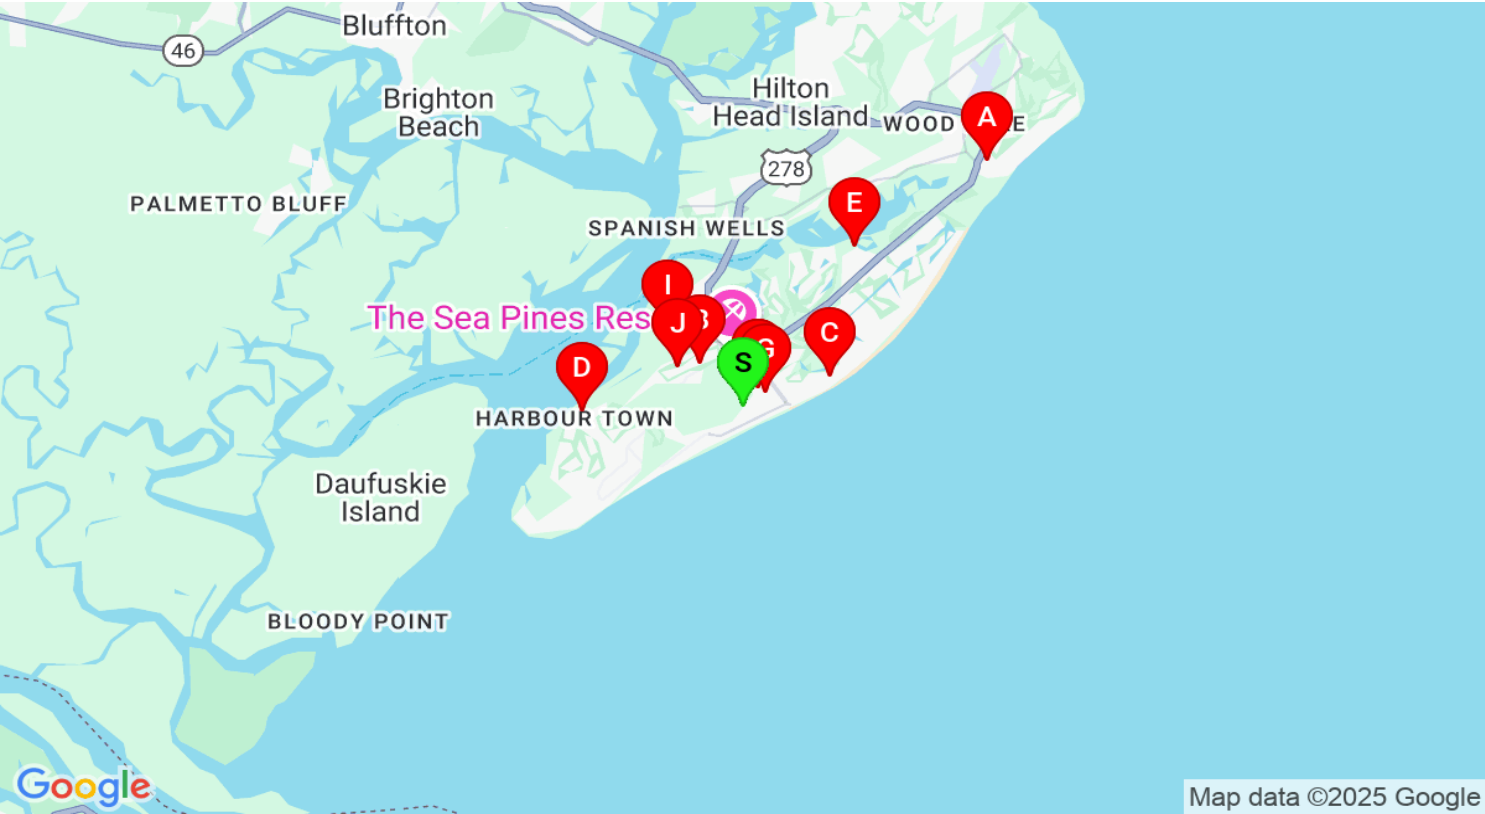 Bluffton
46
Brighton
Beach
Hilton
Head Island
WOOD
A
278
PALMETTO BLUFF
E
SPANISH WELLS
I
The Sea Pines Res
J
B
C
G
S
D
HARBOUR TOWN
Daufuskie
Island
BLOODY POINT
Google
Map data ©2025 Google